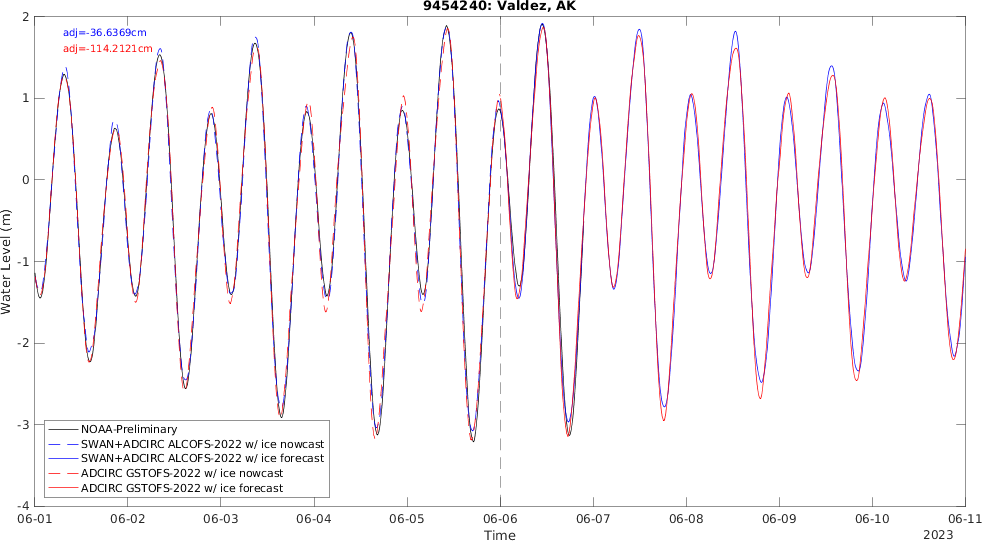 9454240: Valdez, AK
adj=-36.6369cm
adj=-114.2121cm
2
1
0
-1
-2
-3
-4
Water Level (m)
NOAA-Preliminary
SWAN+ADCIRC ALCOFS-2022 w/ ice nowcast
SWAN+ADCIRC ALCOFS-2022 w/ ice forecast
ADCIRC GSTOFS-2022 w/ ice nowcast
ADCIRC GSTOFS-2022 w/ ice forecast
06-01 06-02 06-03 06-04 06-05 06-06 06-07 06-08 06-09 06-10 06-11
Time
2023